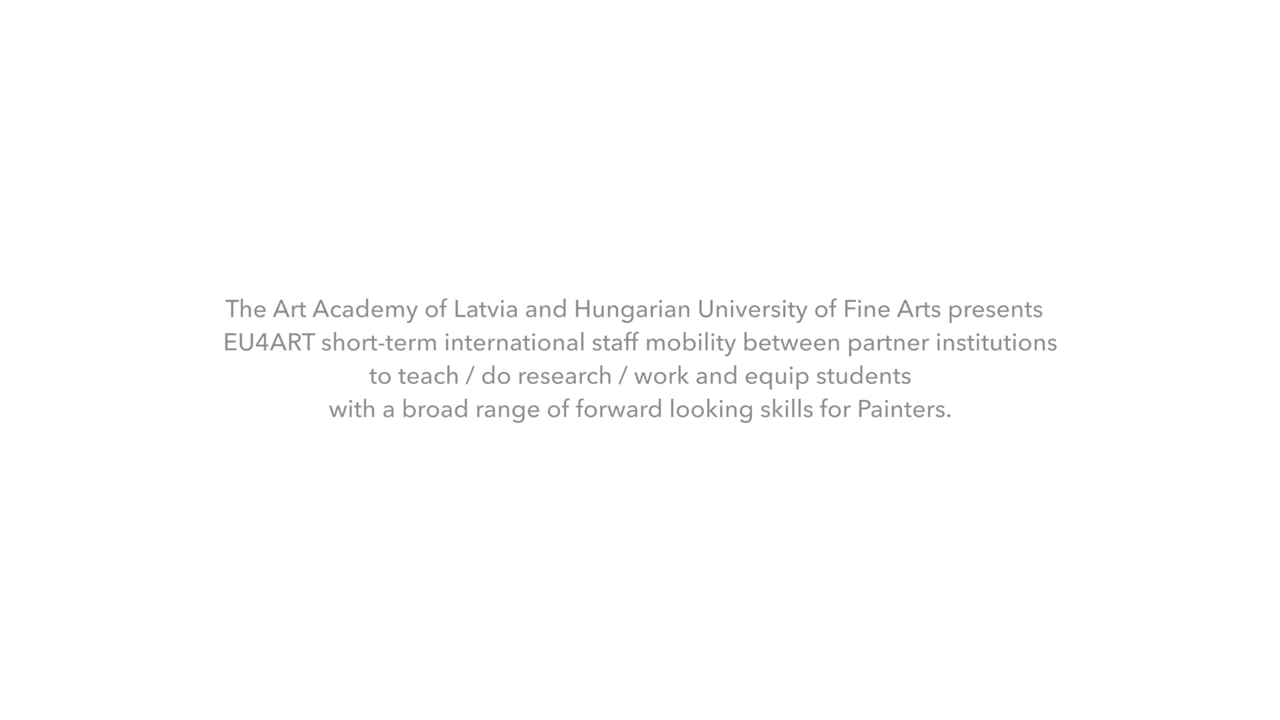 The Art Academy of Latvia and Hungarian University of Fine Arts presents
EU4ART short-term international staff mobility between partner institutions
to teach / do research / work and equip students
with a broad range of forward looking skills for Painters.